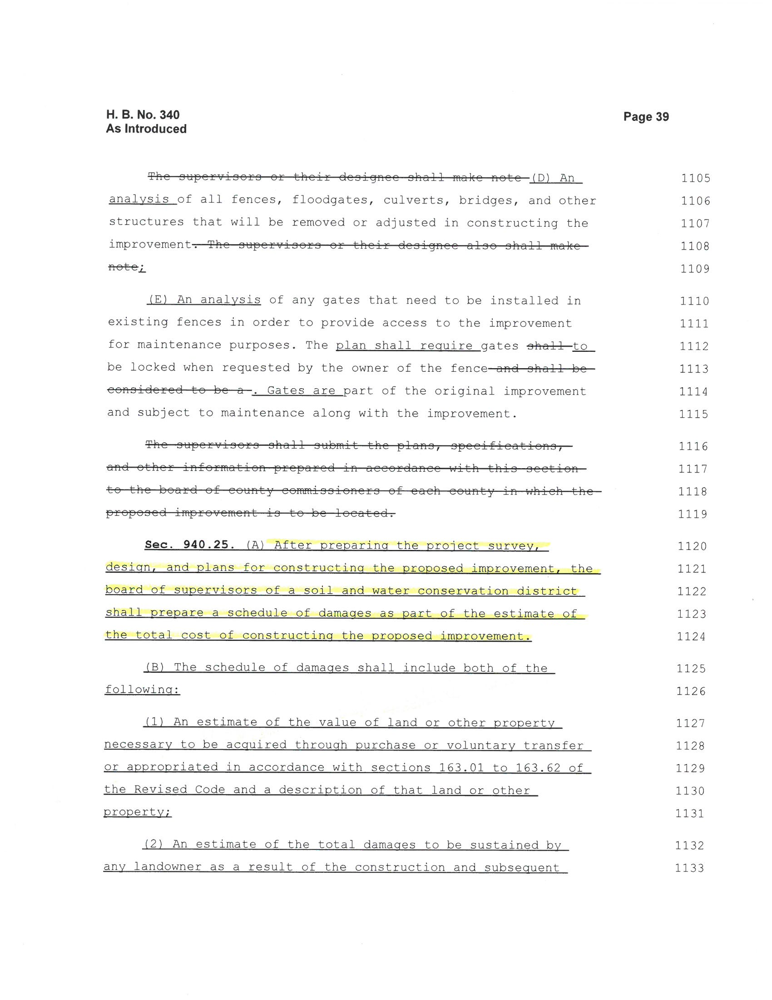 H. B. No. 340
Page 39
As Introduced
The supervisors or their designee shall make note (D) An 1105
analysis of all fences, floodgates, culverts, bridges, and other 1106
structures that will be removed or adjusted in constructing the 1107
improvement. The supervisors or their designee also shall make 1108
note; 1109
(E) An analysis of any gates that need to be installed in 1110
existing fences in order to provide access to the improvement 1111
for maintenance purposes. The plan shall require gates shall to 1112
be locked when requested by the owner of the fence and shall be 1113
considered to be a . Gates are part of the original improvement 1114
and subject to maintenance along with the improvement. 1115
The supervisors shall submit the plans, specifications, 1116
and other information prepared in accordance with this section 1117
to the board of county commissioners of each county in which the 1118
proposed improvement is to be located. 1119
Sec. 940.25. (A) After preparing the project survey, 1120
design, and plans for constructing the proposed improvement, the 1121
board of supervisors of a soil and water conservation district 1122
shall prepare a schedule of damages as part of the estimate of 1123
the total cost of constructing the proposed improvement. 1124
(B) The schedule of damages shall include both of the 1125
following: 1126
(1) An estimate of the value of land or other property 1127
necessary to be acquired through purchase or voluntary transfer 1128
or appropriated in accordance with sections 163.01 to 163.62 of 1129
the Revised Code and a description of that land or other 1130
property; 1131
(2) An estimate of the total damages to be sustained by 1132
any landowner as a result of the construction and subsequent 1133